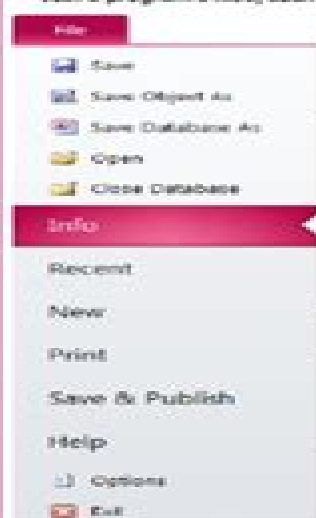 File
Save
Save Object As
Save Database As
Open
Close Database
Info
Recent
New
Print
Save & Publish
Help
Options
Exit